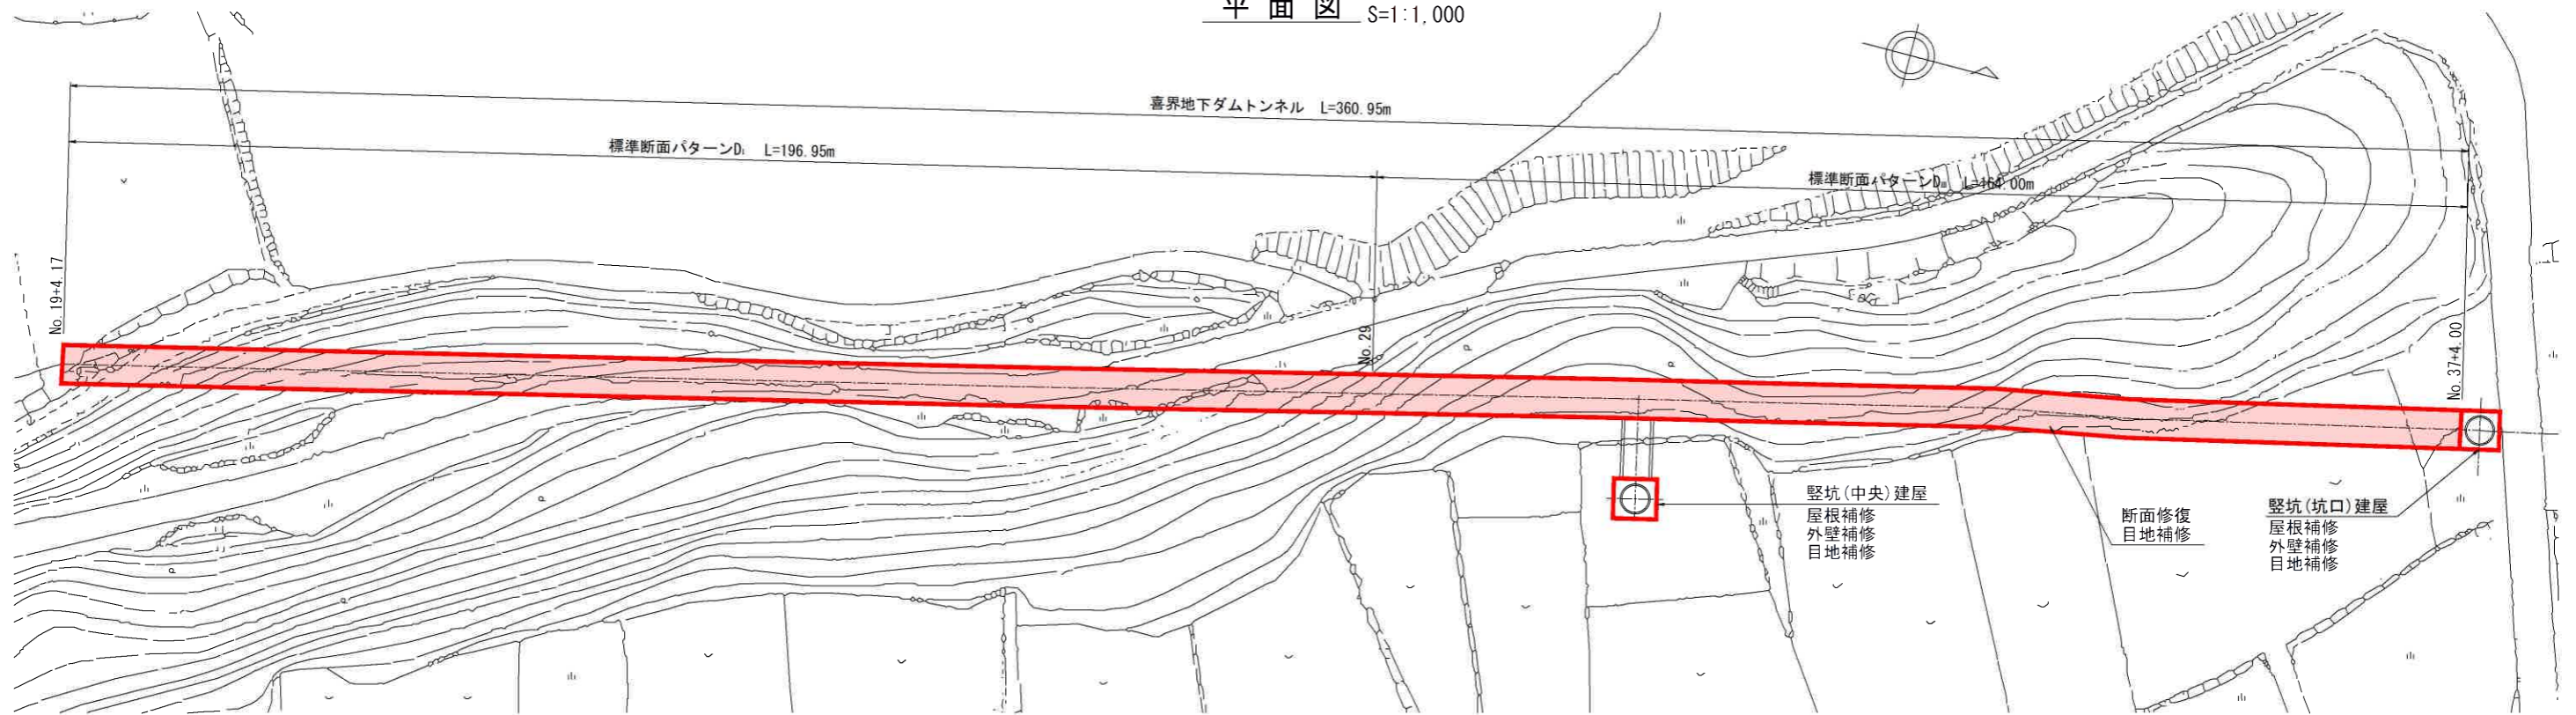 平面図 S=1:1,000
喜界地下ダムトンネル L=360.95m
標準断面パターンDⅠ L=196.95m
標準断面パターンDⅢ L=164.00m
No.19+4.17
No.29
No.37+4.00
竪坑(中央)建屋
屋根補修
外壁補修
目地補修
断面修復
目地補修
竪坑(坑口)建屋
屋根補修
外壁補修
目地補修